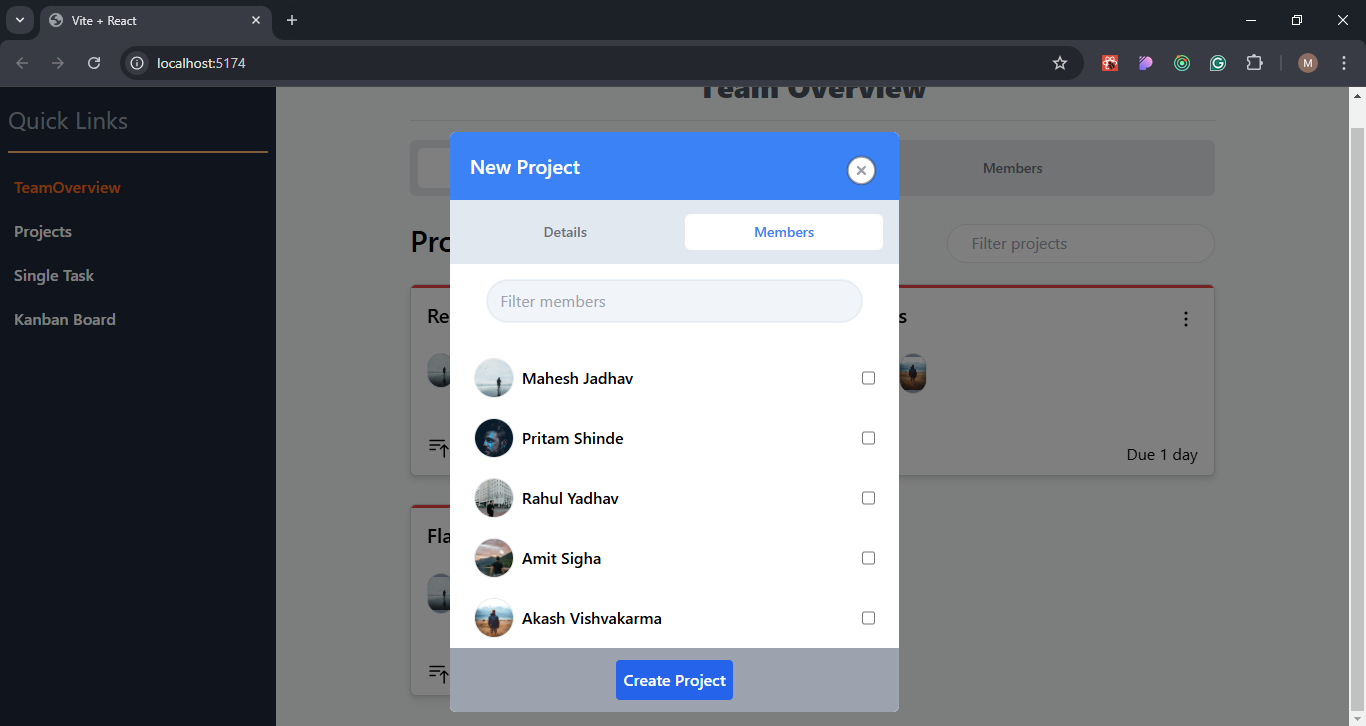 Vite + React
localhost:5174
M
Quick Links
TeamOverview
Projects
Single Task
Kanban Board
Team Overview
Members
Filter projects
New Project
Details
Members
Filter members
Mahesh Jadhav
Pritam Shinde
Rahul Yadhav
Amit Sigha
Akash Vishvakarma
Create Project
Pro
Re
s
Due 1 day
Fla